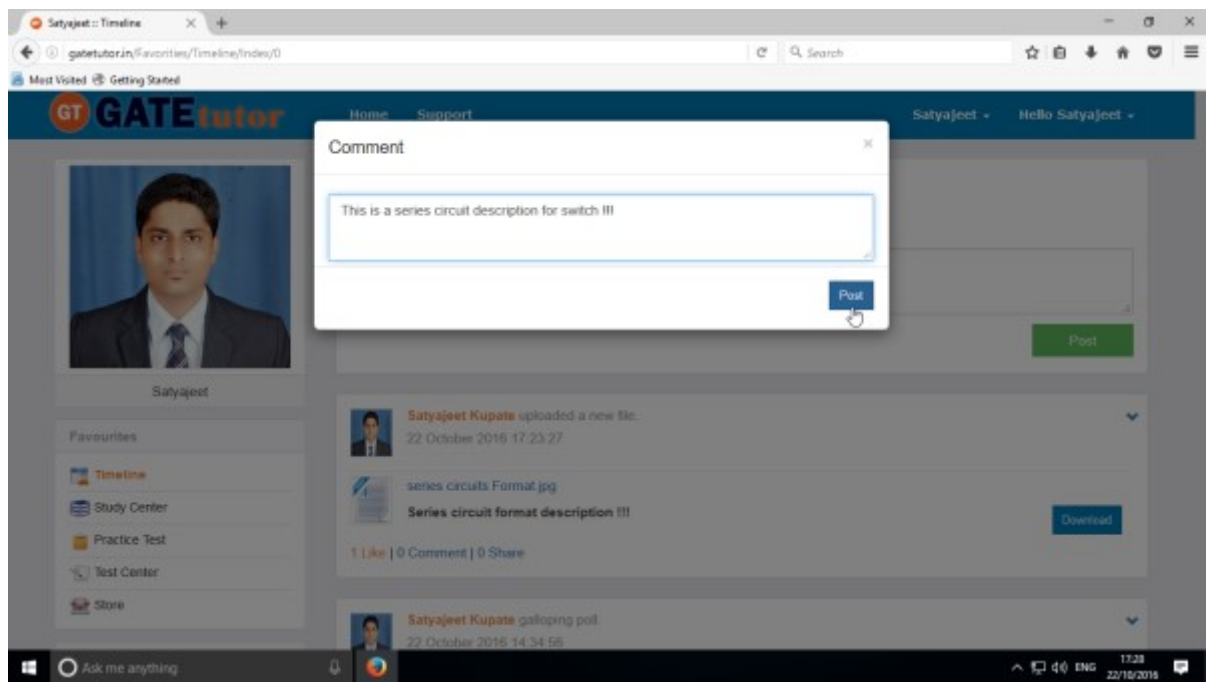 Satyajeet :: Timeline
gatetutor.in/Favorities/Timeline/Index/0
Search
Most Visited Getting Started
GT GATEtutor Home Support Satyajeet Hello Satyajeet
Comment ×
This is a series circuit description for switch !!!
Post
Post
Satyajeet
Favourites
Timeline
Study Center
Practice Test
Test Center
Store
Satyajeet Kupate uploaded a new file.
22 October 2016 17:23:27
series circuits Format.jpg
Series circuit format description !!!
Download
1 Like | 0 Comment | 0 Share
Satyajeet Kupate galloping poll.
22 October 2016 14:34:56
Ask me anything
ENG
17:28
22/10/2016